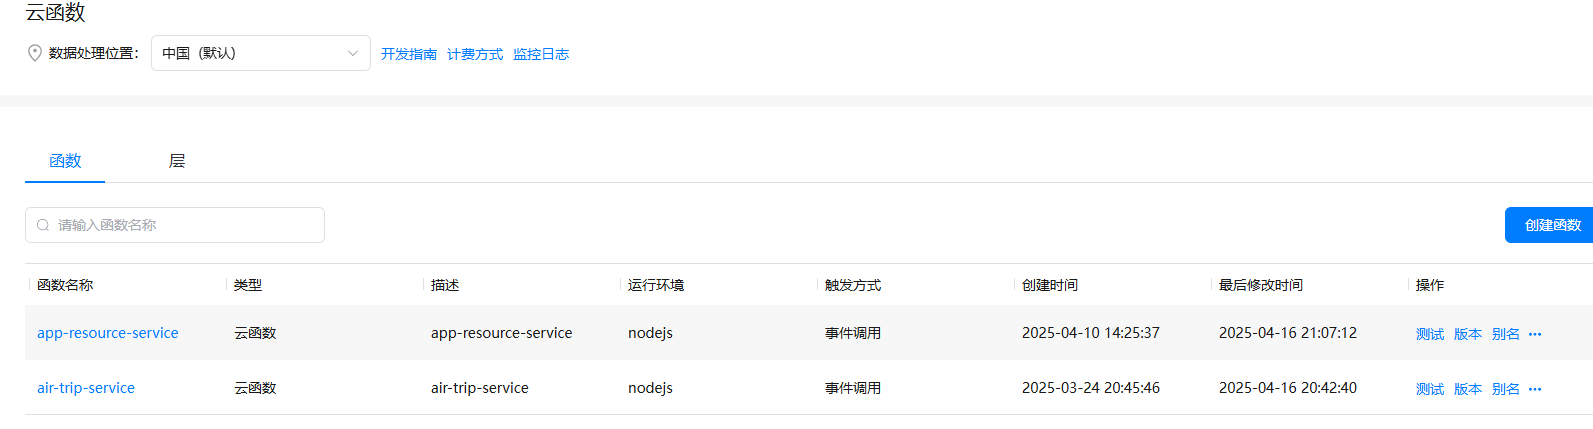 云函数
数据处理位置： 中国（默认） 开发指南 计费方式 监控日志
函数 层
请输入函数名称 创建函数
函数名称 类型 描述 运行环境 触发方式 创建时间 最后修改时间 操作
app-resource-service 云函数 app-resource-service nodejs 事件调用 2025-04-10 14:25:37 2025-04-16 21:07:12 测试 版本 别名 ···
air-trip-service 云函数 air-trip-service nodejs 事件调用 2025-03-24 20:45:46 2025-04-16 20:42:40 测试 版本 别名 ···